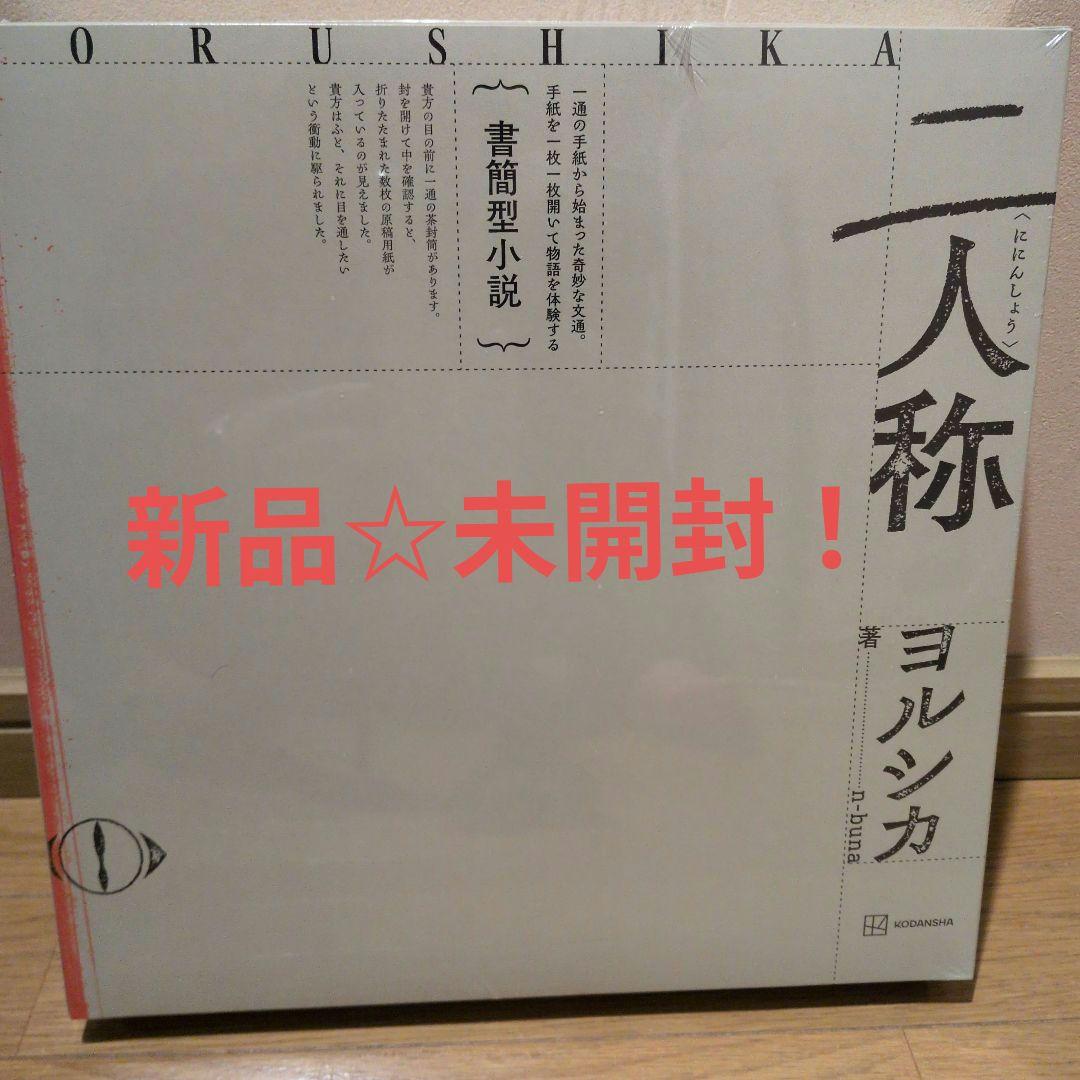 ORUSHIKA
二人称
〈ににんしょう〉
一通の手紙から始まった奇妙な文通。
手紙を一枚一枚開いて物語を体験する
書簡型小説
貴方の目の前に一通の茶封筒があります。
封を開けて中を確認すると、
折りたたまれた数枚の原稿用紙が
入っているのが見えました。
貴方はふと、それに目を通したい
という衝動に駆られました。
新品☆未開封！
ヨルシカ
著
n-buna
KODANSHA